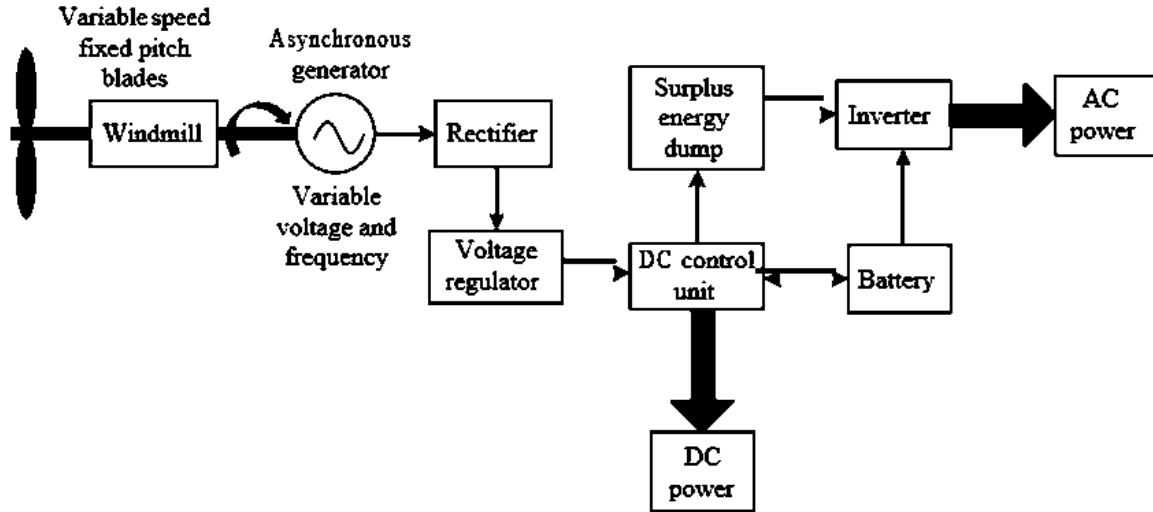 Variable speed
fixed pitch
blades
Windmill
Asynchronous
generator
Variable
voltage and
frequency
Rectifier
Voltage
regulator
Surplus
energy
dump
DC control
unit
DC
power
Inverter
Battery
AC
power